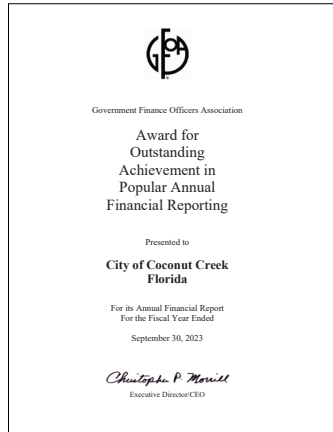 GFOA
Government Finance Officers Association
Award for
Outstanding
Achievement in
Popular Annual
Financial Reporting
Presented to
City of Coconut Creek
Florida
For its Annual Financial Report
For the Fiscal Year Ended
September 30, 2023
Christopher P. Morrill
Executive Director/CEO